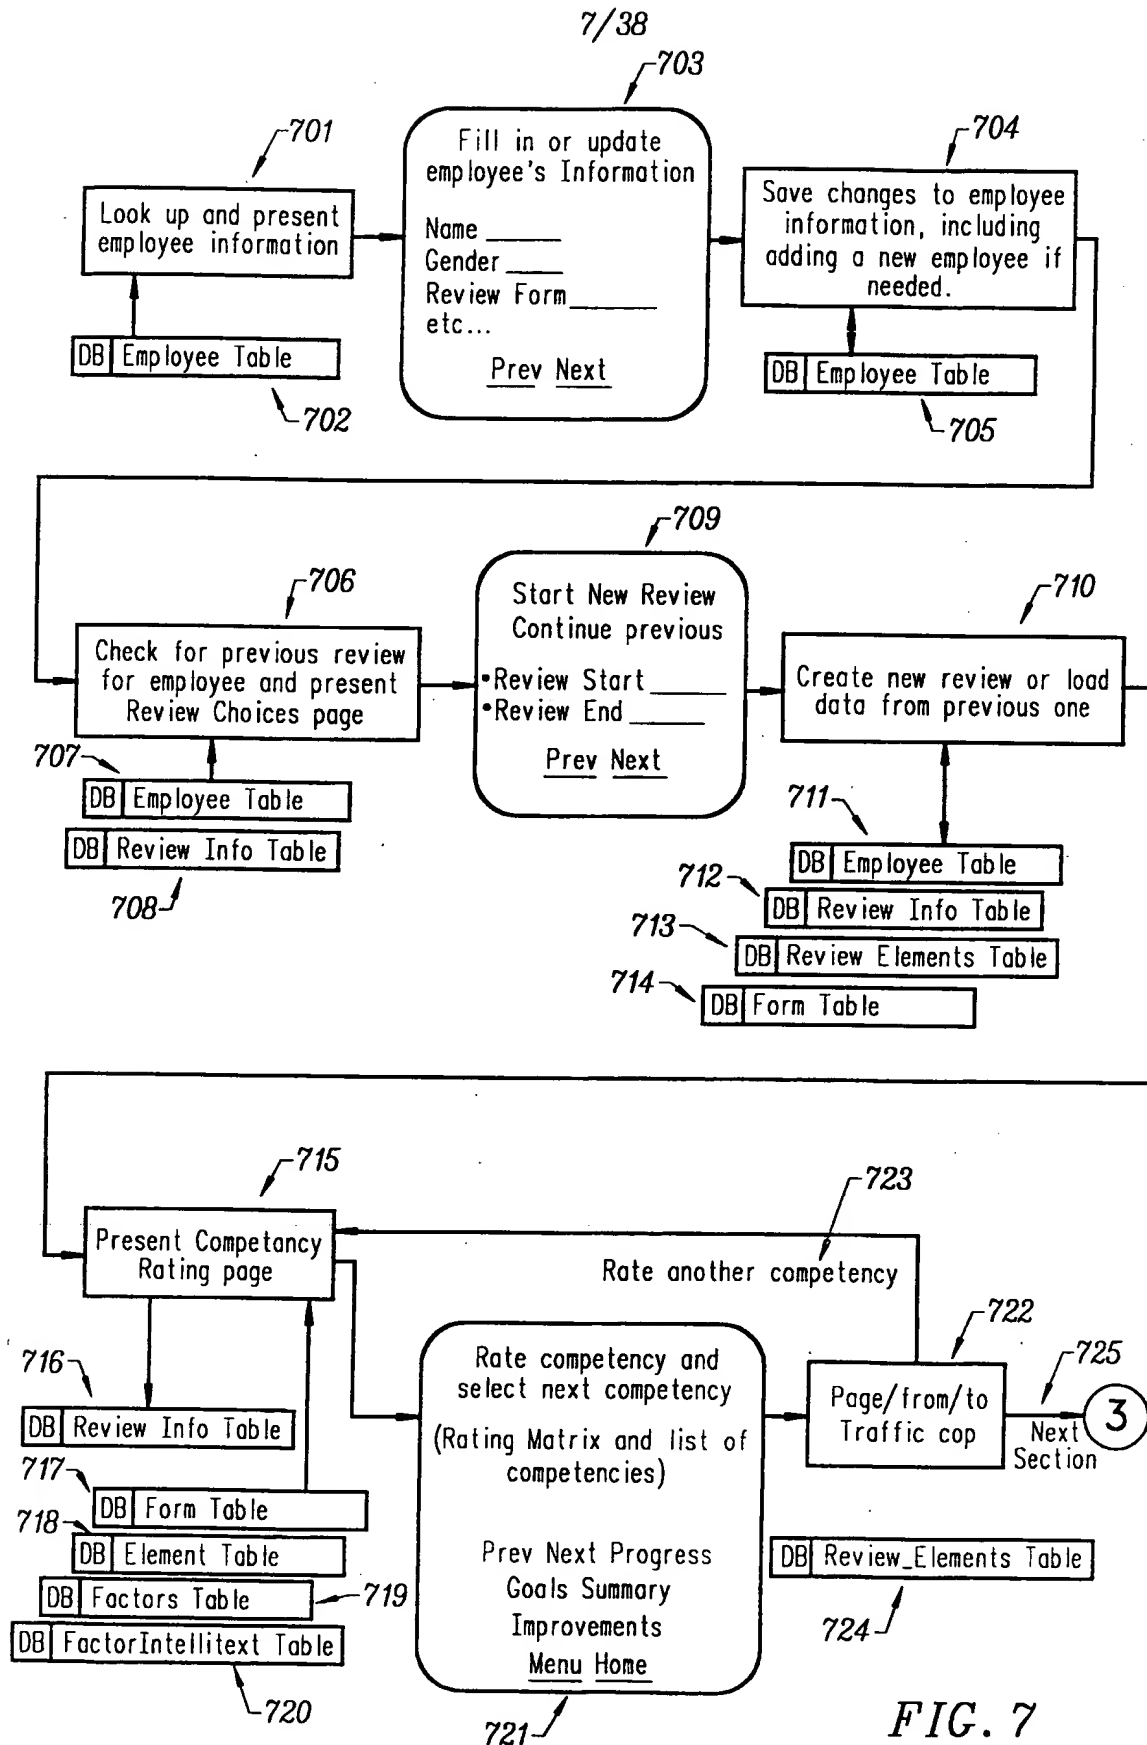 7/38
703
701
704
Fill in or update
employee's Information
Name
Gender
Review Form
etc...
Prev Next
Look up and present
employee information
Save changes to employee
information, including
adding a new employee if
needed.
DB Employee Table
702
DB Employee Table
705
709
706
710
Start New Review
Continue previous
•Review Start
•Review End
Prev Next
Check for previous review
for employee and present
Review Choices page
Create new review or load
data from previous one
707
DB Employee Table
DB Review Info Table
708
711
DB Employee Table
712
DB Review Info Table
713
DB Review Elements Table
714
DB Form Table
715
723
Present Competancy
Rating page
Rate another competency
722
725
716
DB Review Info Table
Rate competency and
select next competency
(Rating Matrix and list of
competencies)
Prev Next Progress
Goals Summary
Improvements
Menu Home
Page/from/to
Traffic cop
3
Next
Section
717
DB Form Table
718
DB Element Table
DB Factors Table
719
DB FactorIntellitext Table
720
721
DB Review_Elements Table
724
FIG. 7